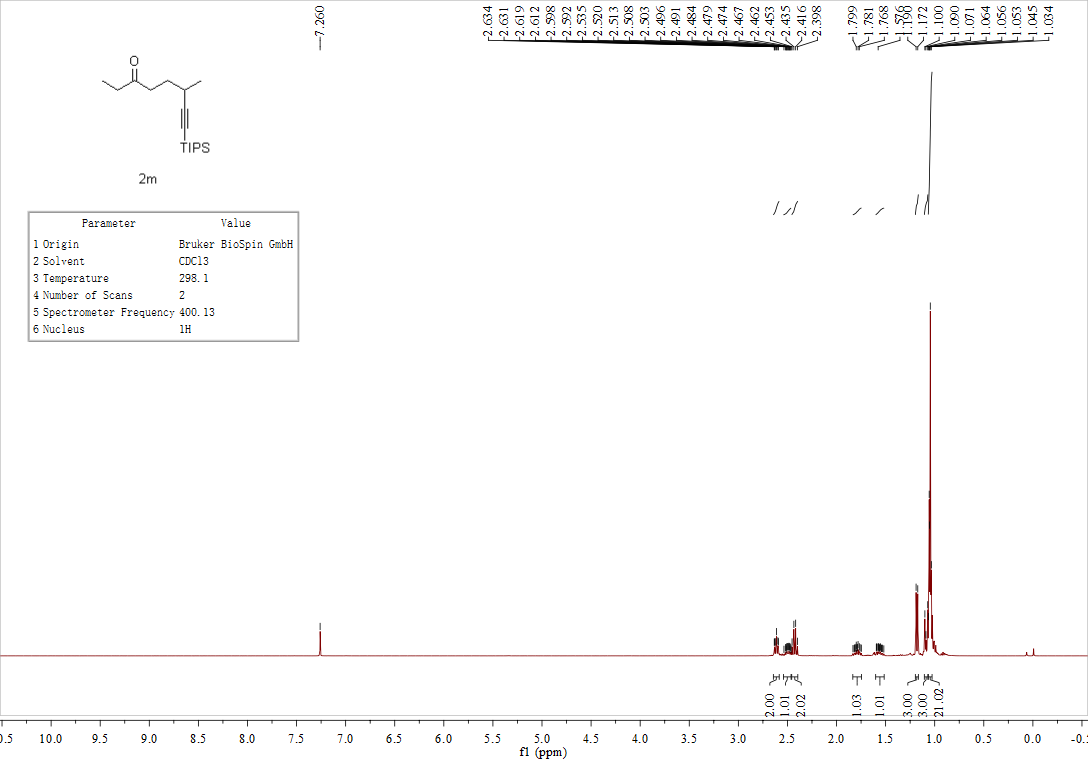 7.260
2.634 2.631 2.619 2.612 2.598 2.592 2.535 2.520 2.513 2.508 2.503 2.496 2.491 2.484 2.479 2.474 2.467 2.462 2.453 2.435 2.416 2.398
1.799 1.781 1.768 1.576 1.190 1.172 1.100 1.090 1.071 1.064 1.056 1.053 1.045 1.034
O
TIPS
2m
Parameter Value
1 Origin Bruker BioSpin GmbH
2 Solvent CDCl3
3 Temperature 298.1
4 Number of Scans 2
5 Spectrometer Frequency 400.13
6 Nucleus 1H
2.00 1.01 2.02 1.03 1.01 3.00 3.00 21.02
10.0 9.5 9.0 8.5 8.0 7.5 7.0 6.5 6.0 5.5 5.0 4.5 4.0 3.5 3.0 2.5 2.0 1.5 1.0 0.5 0.0
f1 (ppm)